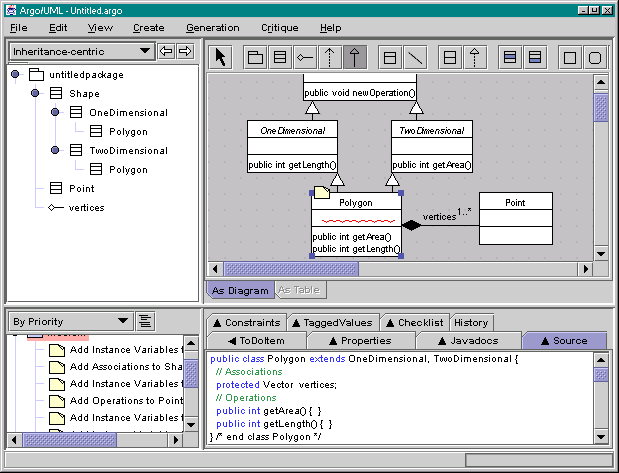 Argo/UML - Untitled.argo
File Edit View Create Generation Critique Help
Inheritance-centric
untitledpackage
Shape
OneDimensional
Polygon
TwoDimensional
Polygon
Point
vertices
public void newOperation()
OneDimensional
TwoDimensional
public int getLength()
public int getArea()
Polygon
Point
vertices 1..*
public int getArea()
public int getLength()
As Diagram As Table
By Priority
Add Instance Variables
Add Associations to Sha
Add Instance Variables
Add Operations to Point
Add Instance Variables
Constraints TaggedValues Checklist History
ToDoItem Properties Javadocs Source
public class Polygon extends OneDimensional, TwoDimensional {
// Associations
protected Vector vertices;
// Operations
public int getArea() { }
public int getLength() { }
} /* end class Polygon */